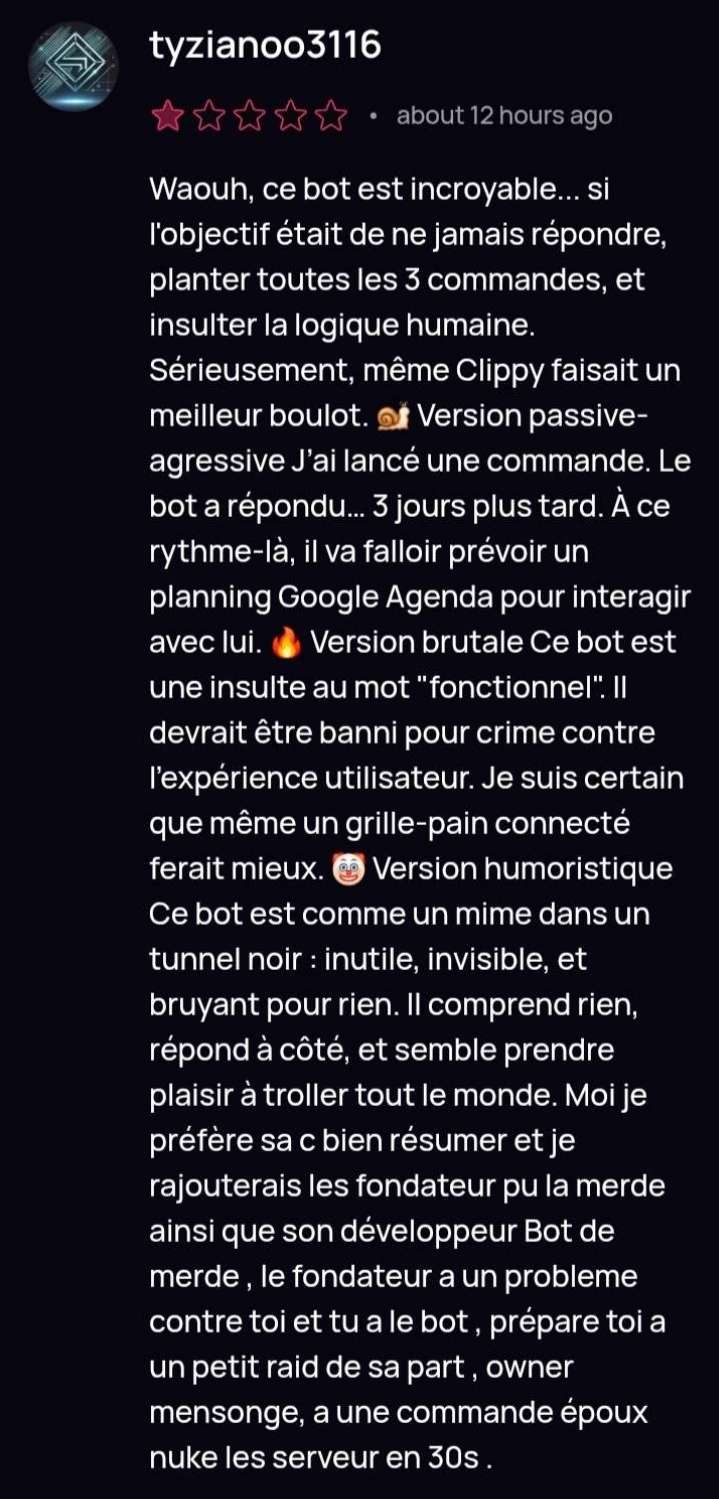 tyzianoo3116
• about 12 hours ago
Waouh, ce bot est incroyable... si
l'objectif était de ne jamais répondre,
planter toutes les 3 commandes, et
insulter la logique humaine.
Sérieusement, même Clippy faisait un
meilleur boulot. 🐌 Version passive-
agressive J’ai lancé une commande. Le
bot a répondu… 3 jours plus tard. À ce
rythme-là, il va falloir prévoir un
planning Google Agenda pour interagir
avec lui. 🔥 Version brutale Ce bot est
une insulte au mot "fonctionnel". Il
devrait être banni pour crime contre
l’expérience utilisateur. Je suis certain
que même un grille-pain connecté
ferait mieux. 🤡 Version humoristique
Ce bot est comme un mime dans un
tunnel noir : inutile, invisible, et
bruyant pour rien. Il comprend rien,
répond à côté, et semble prendre
plaisir à troller tout le monde. Moi je
préfère sa c bien résumer et je
rajouterais les fondateur pu la merde
ainsi que son développeur Bot de
merde , le fondateur a un probleme
contre toi et tu a le bot , prépare toi a
un petit raid de sa part , owner
mensonge, a une commande époux
nuke les serveur en 30s .